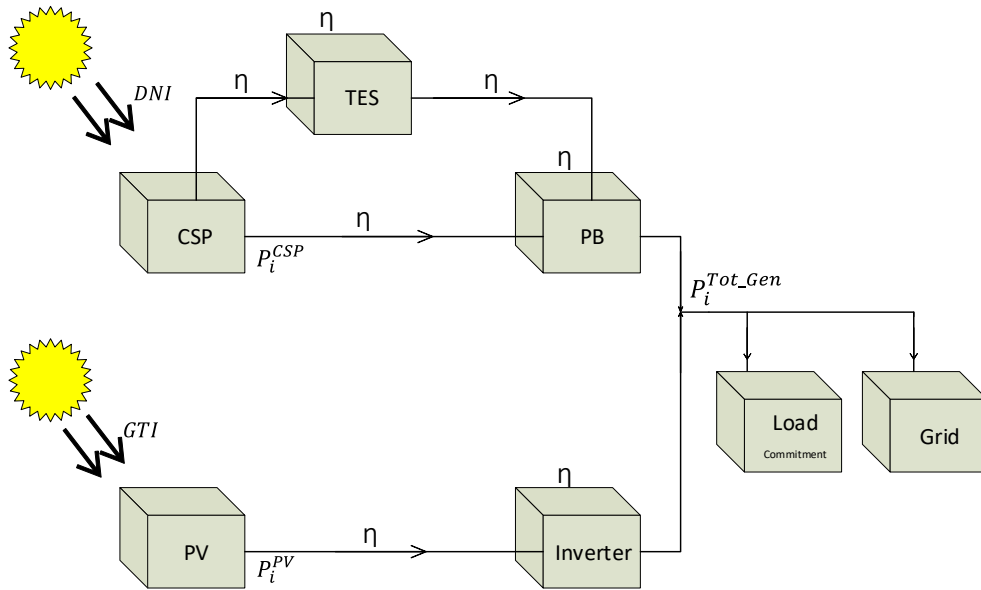 η
η
η
TES
DNI
η
CSP
η
PB
P_i^{CSP}
P_i^{Tot_Gen}
GTI
Load
Commitment
Grid
η
PV
η
Inverter
P_i^{PV}